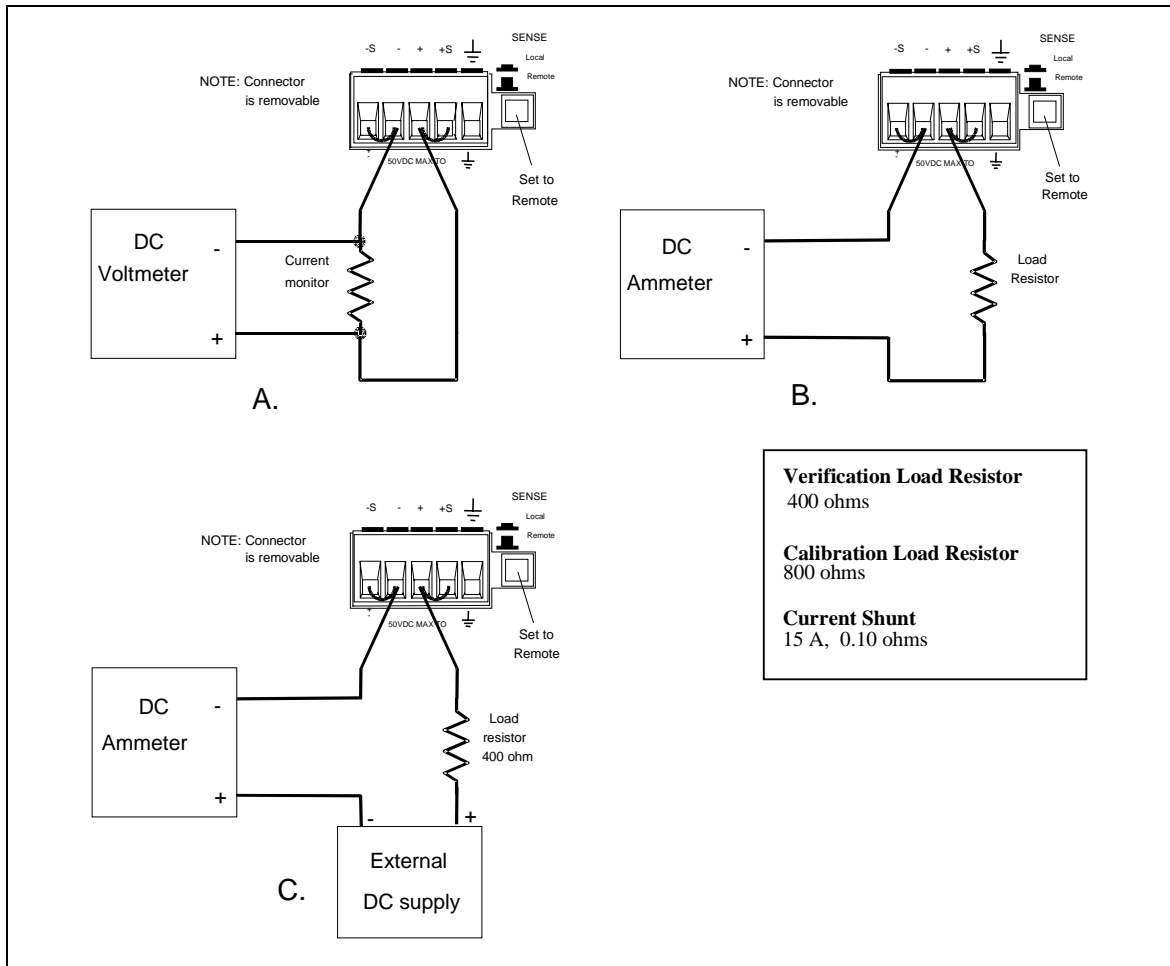 -S - + +S
SENSE
Local
Remote
NOTE: Connector
is removable
+
-
50VDC MAX TO
Set to
Remote
DC
Voltmeter
-
+
Current
monitor
A.
-S - + +S
SENSE
Local
Remote
NOTE: Connector
is removable
+
-
50VDC MAX TO
Set to
Remote
DC
Ammeter
-
+
Load
Resistor
B.
-S - + +S
SENSE
Local
Remote
NOTE: Connector
is removable
+
-
50VDC MAX TO
Set to
Remote
DC
Ammeter
-
+
Load
resistor
400 ohm
- +
External
DC supply
C.
Verification Load Resistor
400 ohms
Calibration Load Resistor
800 ohms
Current Shunt
15 A, 0.10 ohms